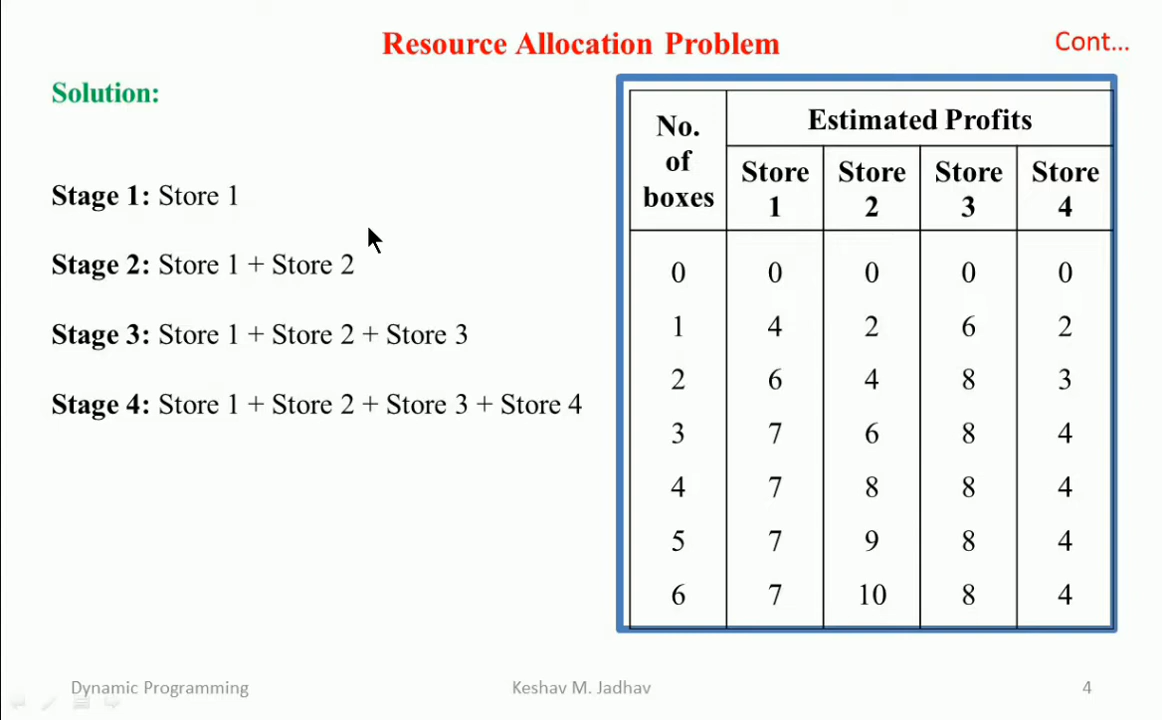 Resource Allocation Problem
Cont...
Solution:
Stage 1: Store 1
Stage 2: Store 1 + Store 2
Stage 3: Store 1 + Store 2 + Store 3
Stage 4: Store 1 + Store 2 + Store 3 + Store 4
No. of boxes
Estimated Profits
Store 1 Store 2 Store 3 Store 4
0 0 0 0 0
1 4 2 6 2
2 6 4 8 3
3 7 6 8 4
4 7 8 8 4
5 7 9 8 4
6 7 10 8 4
Dynamic Programming
Keshav M. Jadhav
4